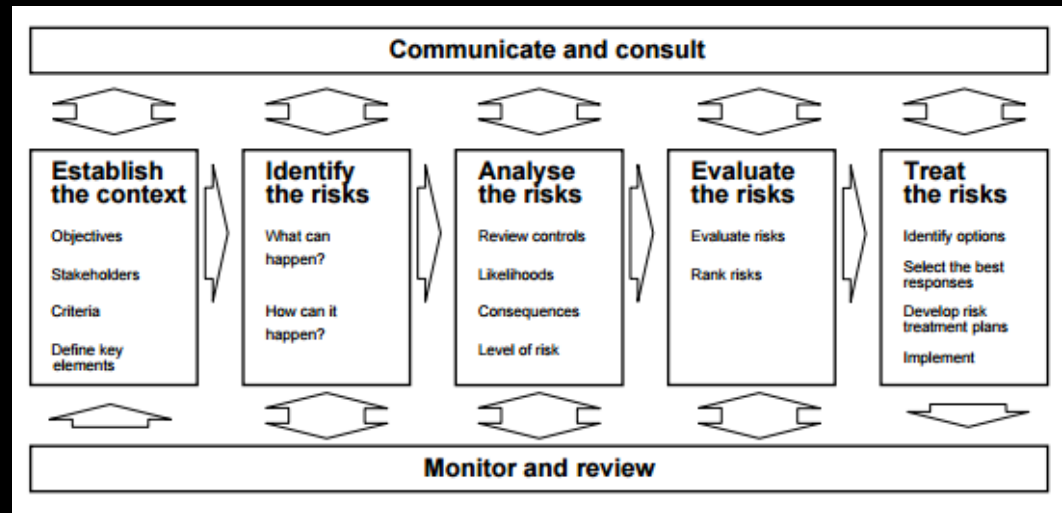 Communicate and consult
Establish
the context
Objectives
Stakeholders
Criteria
Define key
elements
Identify
the risks
What can
happen?
How can it
happen?
Analyse
the risks
Review controls
Likelihoods
Consequences
Level of risk
Evaluate
the risks
Evaluate risks
Rank risks
Treat
the risks
Identify options
Select the best
responses
Develop risk
treatment plans
Implement
Monitor and review